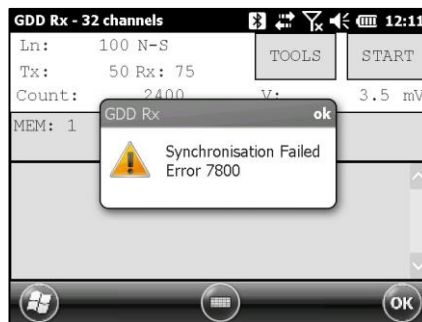 GDD Rx - 32 channels 12:11
Ln: 100 N-S
TOOLS START
Tx: 50 Rx: 75
Count: 2400 V: 3.5 mV
MEM: 1
GDD Rx ok
Synchronisation Failed
Error 7800
OK